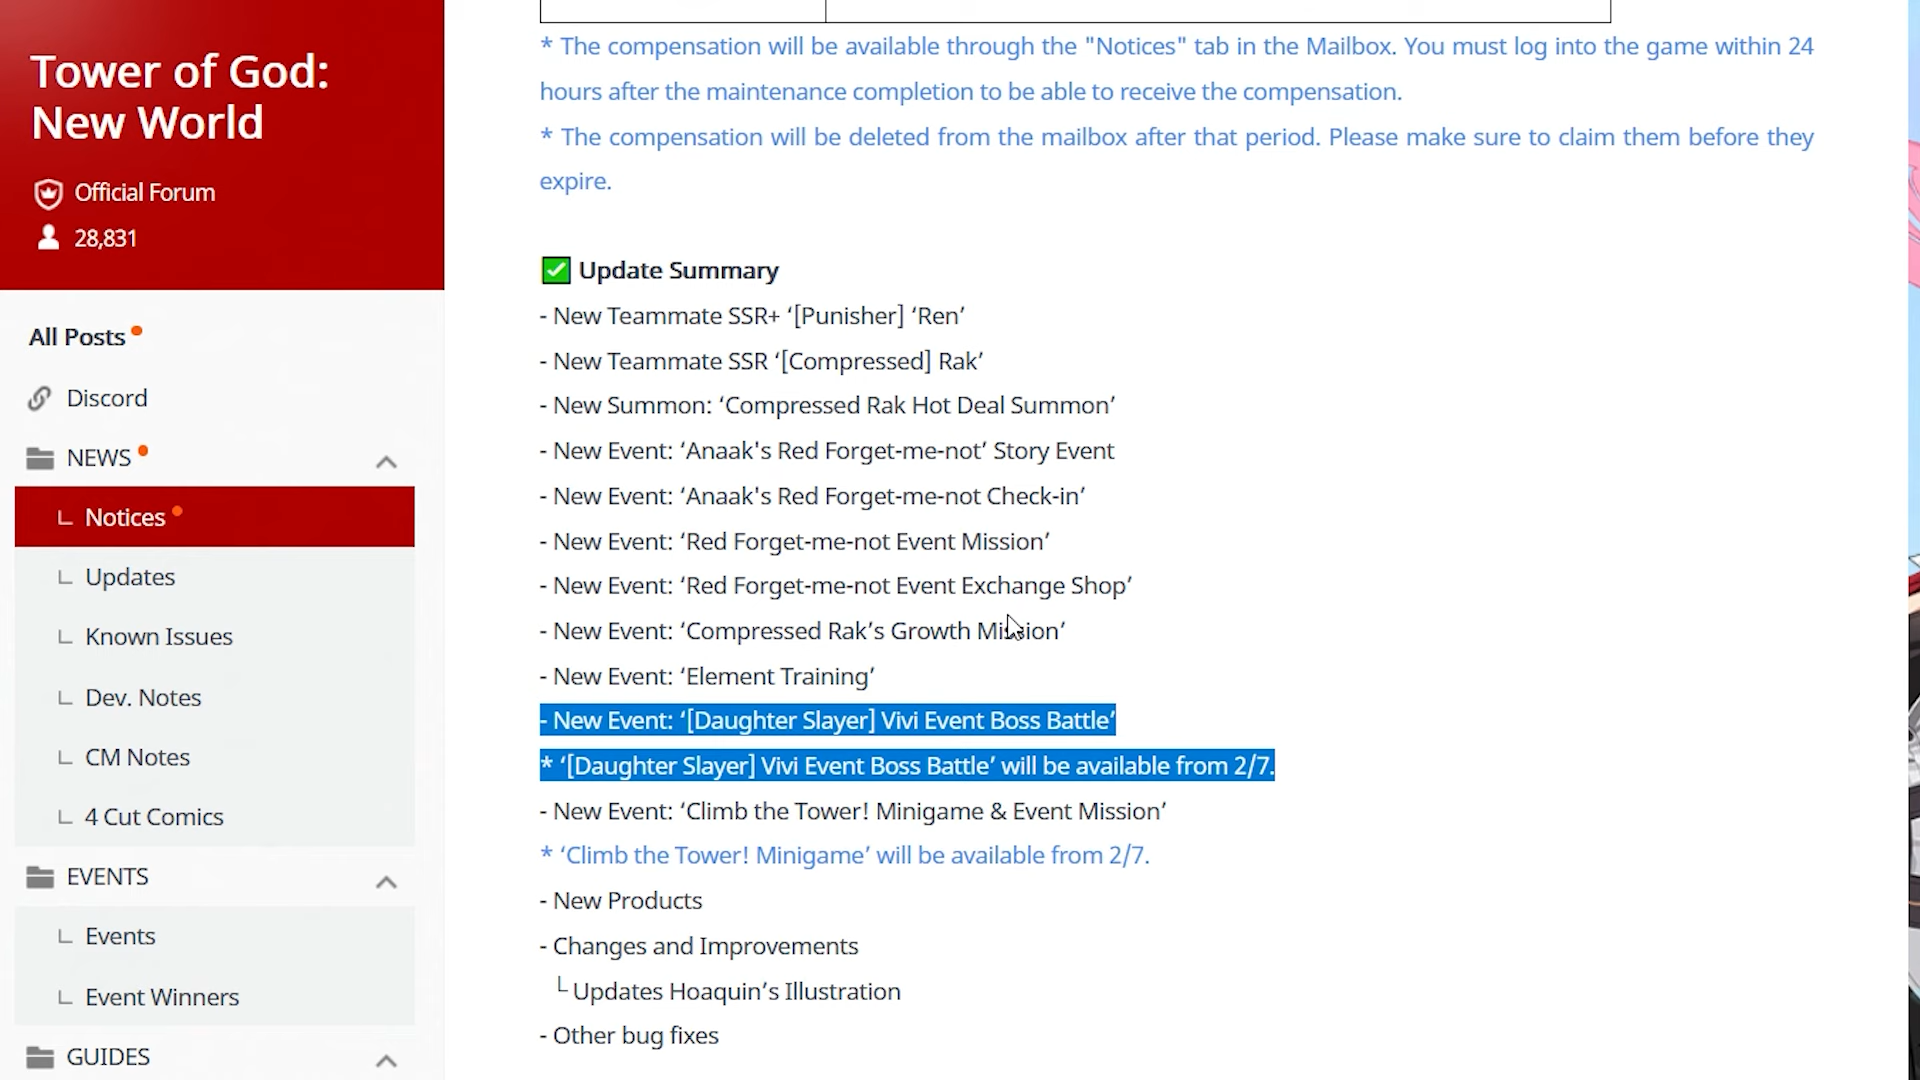 Tower of God:
New World
Official Forum
28,831
All Posts
Discord
NEWS
Notices
Updates
Known Issues
Dev. Notes
CM Notes
4 Cut Comics
EVENTS
Events
Event Winners
GUIDES
* The compensation will be available through the "Notices" tab in the Mailbox. You must log into the game within 24
hours after the maintenance completion to be able to receive the compensation.
* The compensation will be deleted from the mailbox after that period. Please make sure to claim them before they
expire.
✅ Update Summary
- New Teammate SSR+ ‘[Punisher] ‘Ren’
- New Teammate SSR ‘[Compressed] Rak’
- New Summon: ‘Compressed Rak Hot Deal Summon’
- New Event: ‘Anaak's Red Forget-me-not’ Story Event
- New Event: ‘Anaak's Red Forget-me-not Check-in’
- New Event: ‘Red Forget-me-not Event Mission’
- New Event: ‘Red Forget-me-not Event Exchange Shop’
- New Event: ‘Compressed Rak’s Growth Mission’
- New Event: ‘Element Training’
- New Event: ‘[Daughter Slayer] Vivi Event Boss Battle’
* ‘[Daughter Slayer] Vivi Event Boss Battle’ will be available from 2/7.
- New Event: ‘Climb the Tower! Minigame & Event Mission’
* ‘Climb the Tower! Minigame’ will be available from 2/7.
- New Products
- Changes and Improvements
└ Updates Hoaquin’s Illustration
- Other bug fixes